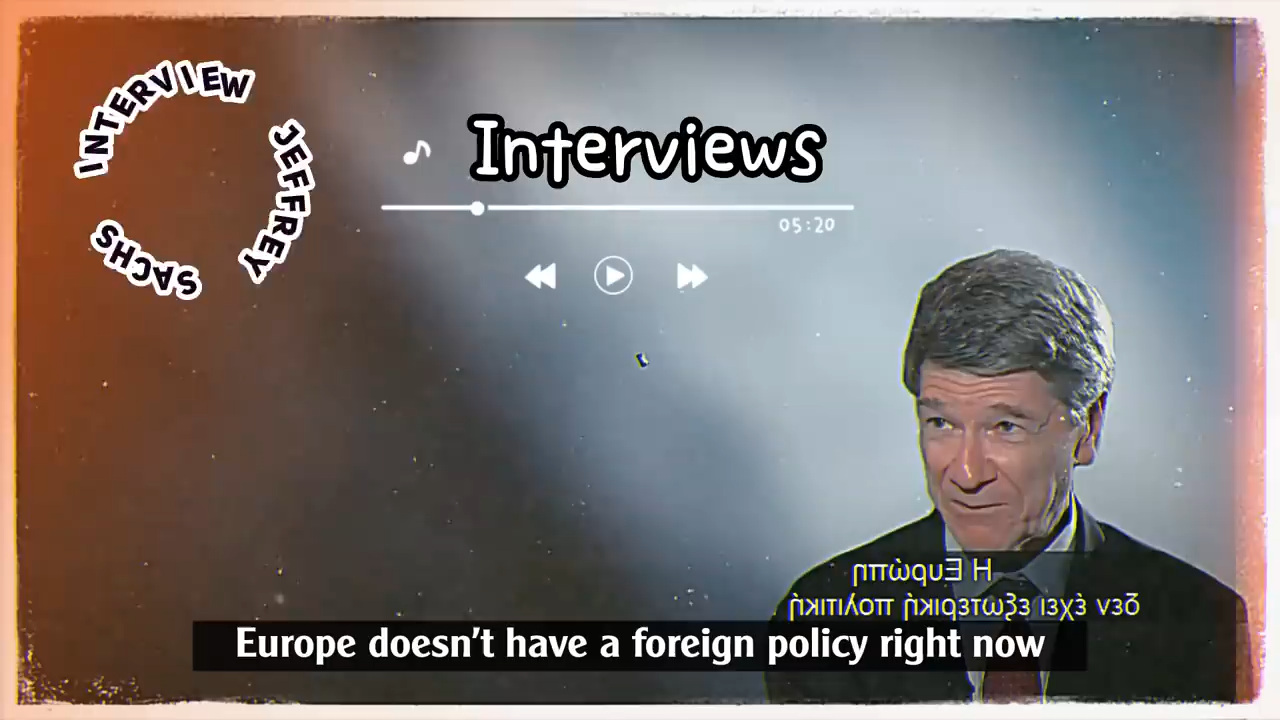 INTERVIEW
JEFFREY
SACHS
Interviews
05:20
Η Ευρώπη
δεν έχει εξωτερική πολιτική
Europe doesn't have a foreign policy right now